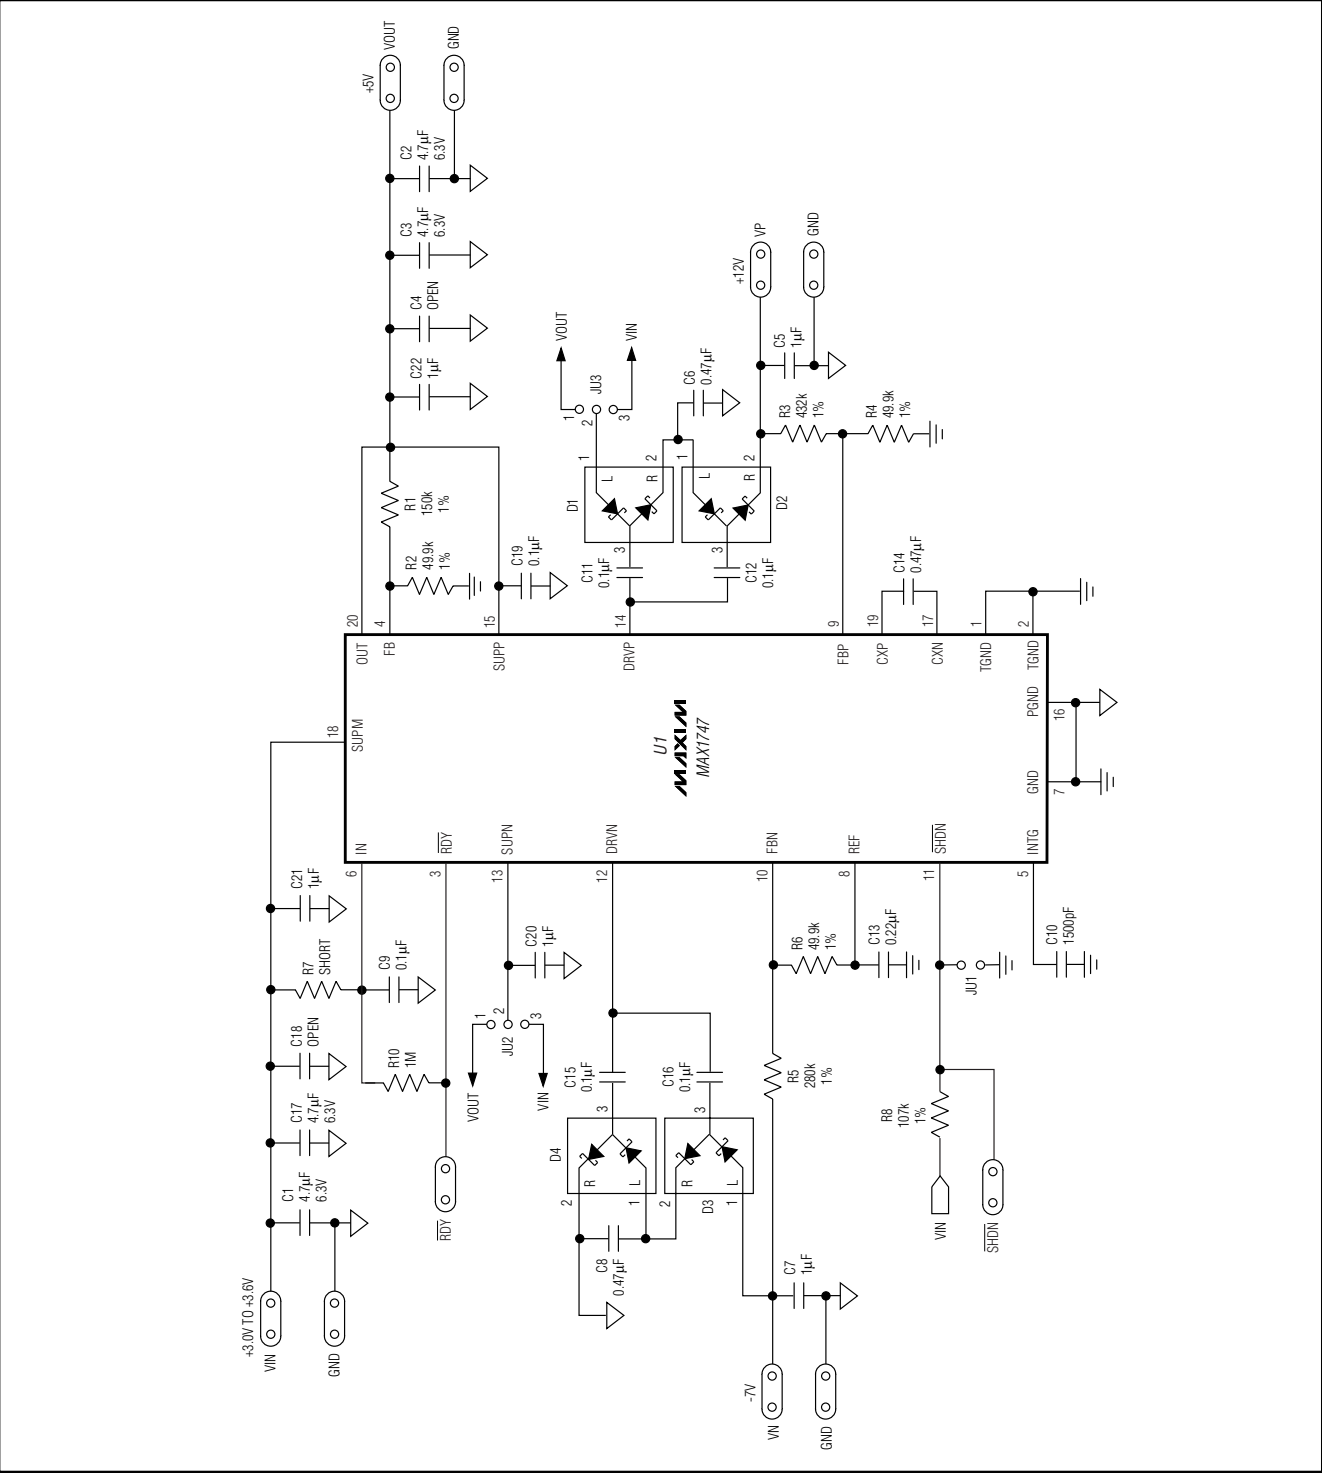 +3.0V TO +3.6V
VIN
GND
C1
4.7µF
6.3V
C17
4.7µF
6.3V
C18
OPEN
R7
SHORT
C21
1µF
C9
0.1µF
R10
1M
RDY
VOUT
VIN
JU2
1
2
3
C20
1µF
C15
0.1µF
C16
0.1µF
D4
3
R
L
2
1
D3
3
R
L
2
1
C8
0.47µF
-7V
VN
GND
C7
1µF
R5
280k
1%
R6
49.9k
1%
C13
0.22µF
JU1
R8
107k
1%
VIN
SHDN
C10
1500pF
6
IN
3
RDY
13
SUPN
12
DRVN
10
FBN
8
REF
11
SHDN
5
INTG
18
SUPM
U1
MAXIM
MAX1747
7
GND
16
PGND
20
OUT
4
FB
15
SUPP
14
DRVP
9
FBP
19
CXP
17
CXN
1
TGND
2
TGND
R1
150k
1%
R2
49.9k
1%
C19
0.1µF
C22
1µF
C4
OPEN
C3
4.7µF
6.3V
C2
4.7µF
6.3V
+5V
VOUT
GND
C11
0.1µF
C12
0.1µF
D1
3
L
R
1
2
D2
3
L
R
1
2
JU3
1
2
3
VOUT
VIN
C6
0.47µF
R3
432k
1%
R4
49.9k
1%
C5
1µF
+12V
VP
GND
C14
0.47µF